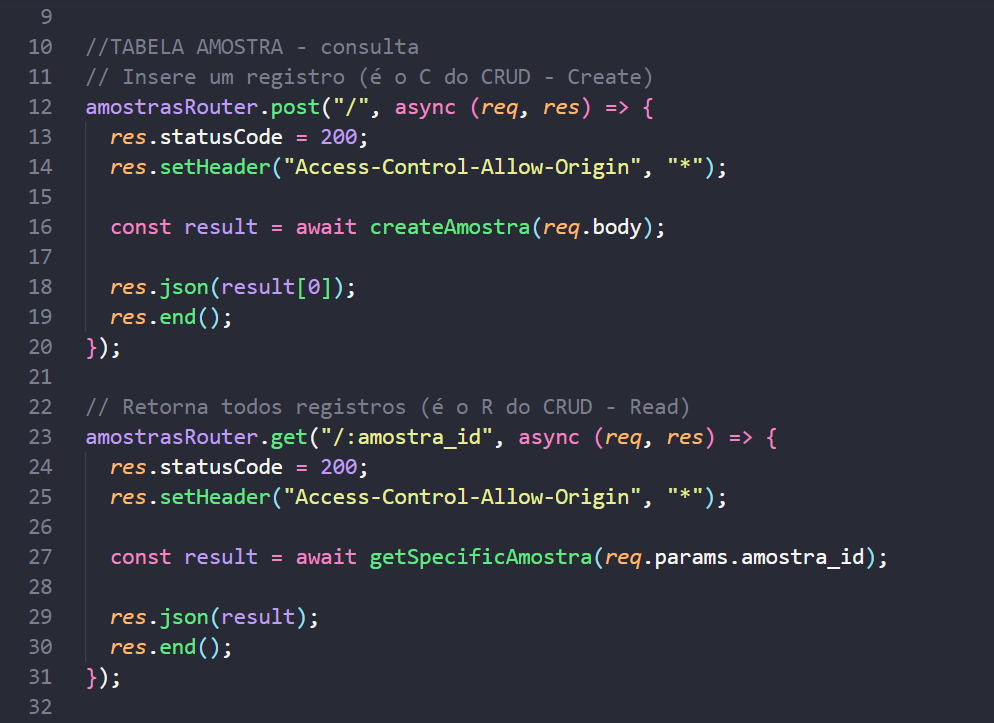 9
10 //TABELA AMOSTRA - consulta
11 // Insere um registro (é o C do CRUD - Create)
12 amostrasRouter.post("/", async (req, res) => {
13   res.statusCode = 200;
14   res.setHeader("Access-Control-Allow-Origin", "*");
15
16   const result = await createAmostra(req.body);
17
18   res.json(result[0]);
19   res.end();
20 });
21
22 // Retorna todos registros (é o R do CRUD - Read)
23 amostrasRouter.get("/:amostra_id", async (req, res) => {
24   res.statusCode = 200;
25   res.setHeader("Access-Control-Allow-Origin", "*");
26
27   const result = await getSpecificAmostra(req.params.amostra_id);
28
29   res.json(result);
30   res.end();
31 });
32